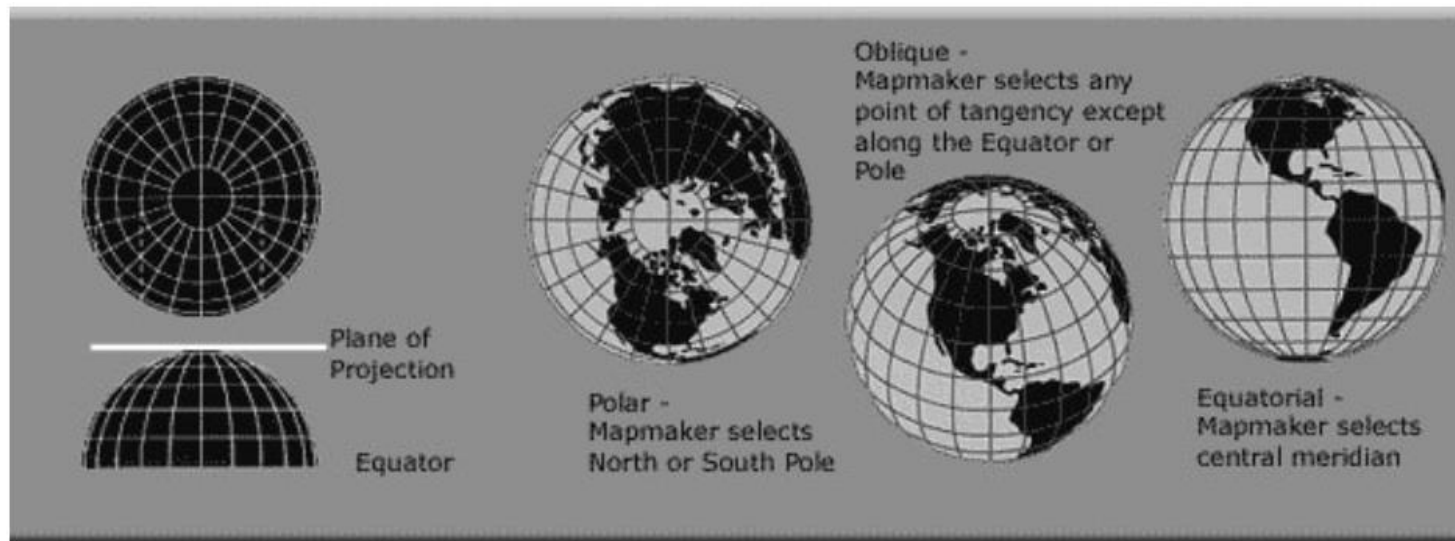 Plane of
Projection
Equator
Polar -
Mapmaker selects
North or South Pole
Oblique -
Mapmaker selects any
point of tangency except
along the Equator or
Pole
Equatorial -
Mapmaker selects
central meridian